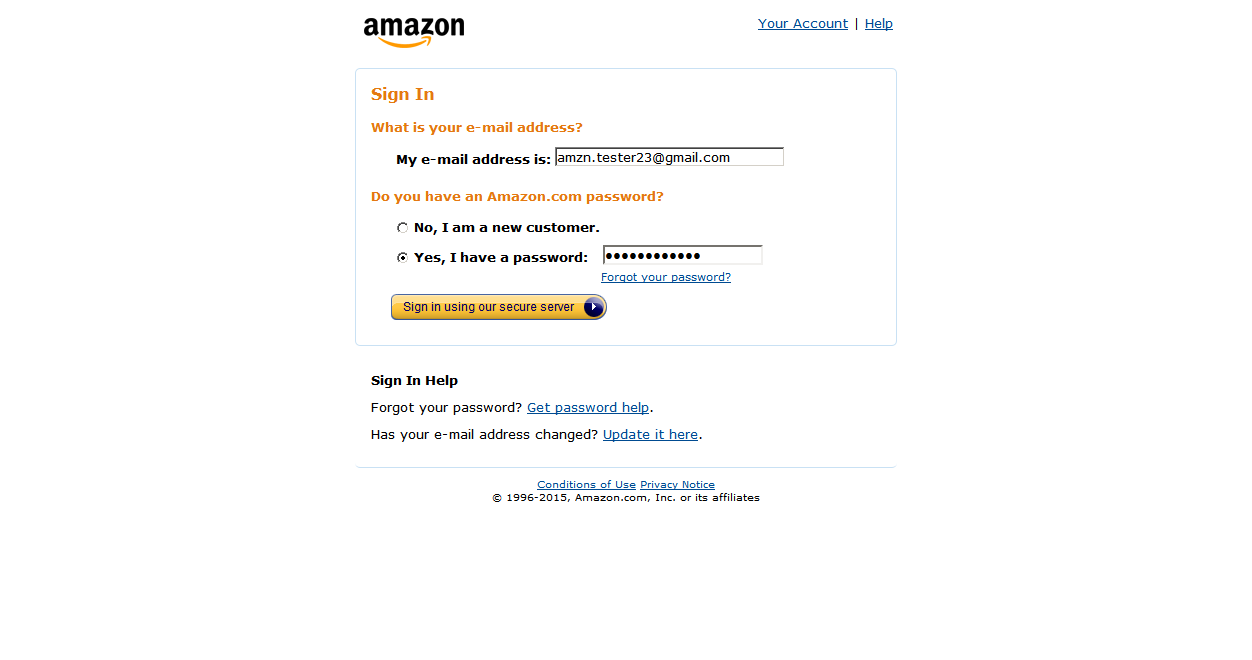 amazon
Your Account | Help
Sign In
What is your e-mail address?
My e-mail address is: amzn.tester23@gmail.com
Do you have an Amazon.com password?
No, I am a new customer.
Yes, I have a password: ●●●●●●●●●●●●
Forgot your password?
Sign in using our secure server
Sign In Help
Forgot your password? Get password help.
Has your e-mail address changed? Update it here.
Conditions of Use Privacy Notice
© 1996-2015, Amazon.com, Inc. or its affiliates